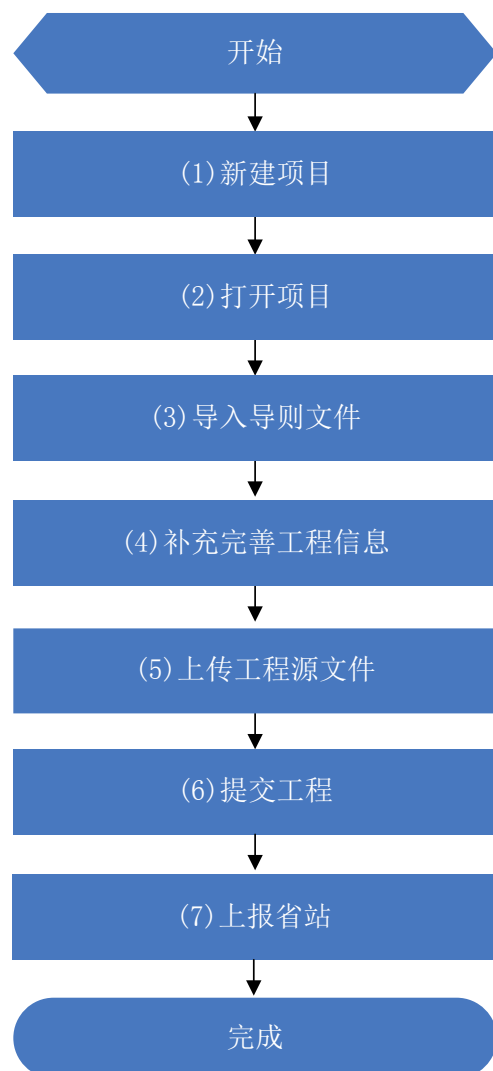 开始
(1)新建项目
(2)打开项目
(3)导入导则文件
(4)补充完善工程信息
(5)上传工程源文件
(6)提交工程
(7)上报省站
完成